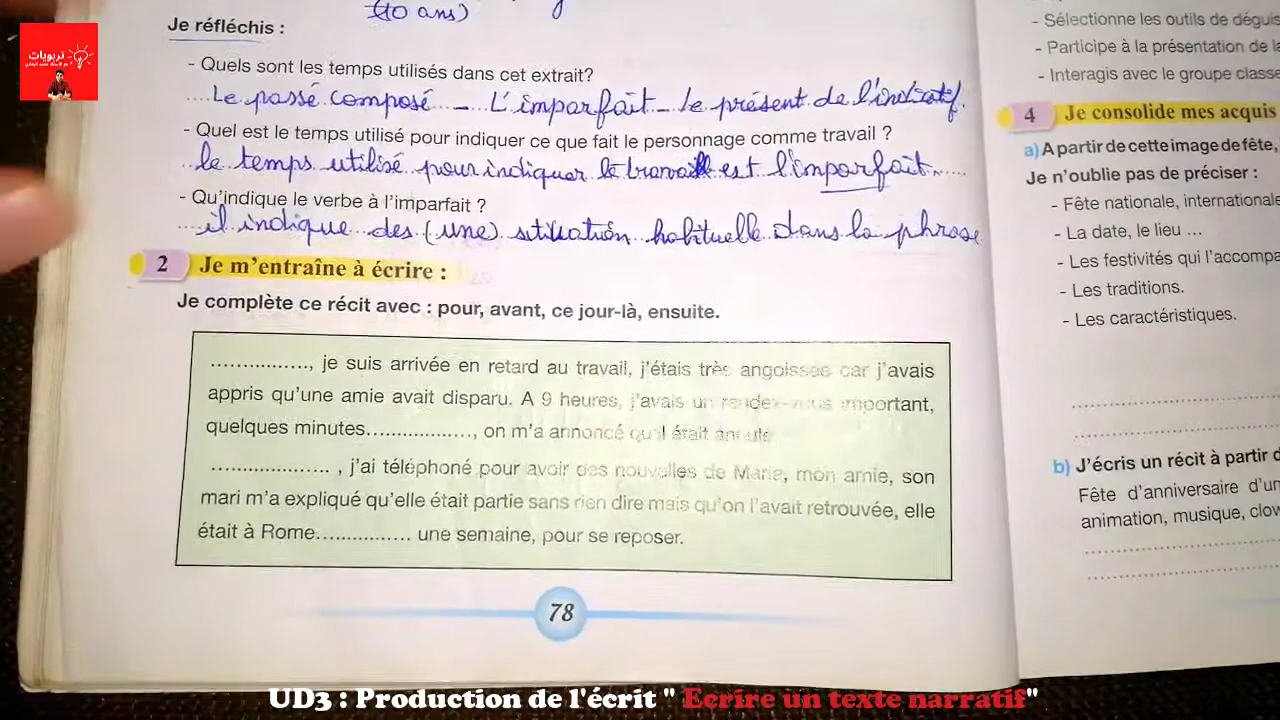 (10 ans)
Je réfléchis :
- Quels sont les temps utilisés dans cet extrait?
Le passé composé - L'imparfait - le présent de l'indicatif.
- Quel est le temps utilisé pour indiquer ce que fait le personnage comme travail ?
le temps utilisé pour indiquer le travail est l'imparfait
- Qu'indique le verbe à l'imparfait ?
il indique des (une) situation habituelle dans la phrase
2 Je m'entraîne à écrire :
Je complète ce récit avec : pour, avant, ce jour-là, ensuite.
................, je suis arrivée en retard au travail, j'étais très angoissée car j'avais
appris qu'une amie avait disparu. A 9 heures, j'avais un rendez-vous important,
quelques minutes.................., on m'a annoncé qu'il était annulé
.................... , j'ai téléphoné pour avoir des nouvelles de Marie, mon amie, son
mari m'a expliqué qu'elle était partie sans rien dire mais qu'on l'avait retrouvée, elle
était à Rome................ une semaine, pour se reposer.
78
- Sélectionne les outils de
- Participe à la présentation de
- Interagis avec le groupe classe
4 Je consolide mes acquis
a) A partir de cette image de fête,
Je n'oublie pas de préciser :
- Fête nationale, internationale
- La date, le lieu ...
- Les festivités qui
- Les traditions.
- Les caractéristiques.
b) J'écris un récit à partir
Fête d'anniversaire
animation, musique,
تربويات
UD3 : Production de l'écrit " Ecrire un texte narratif"